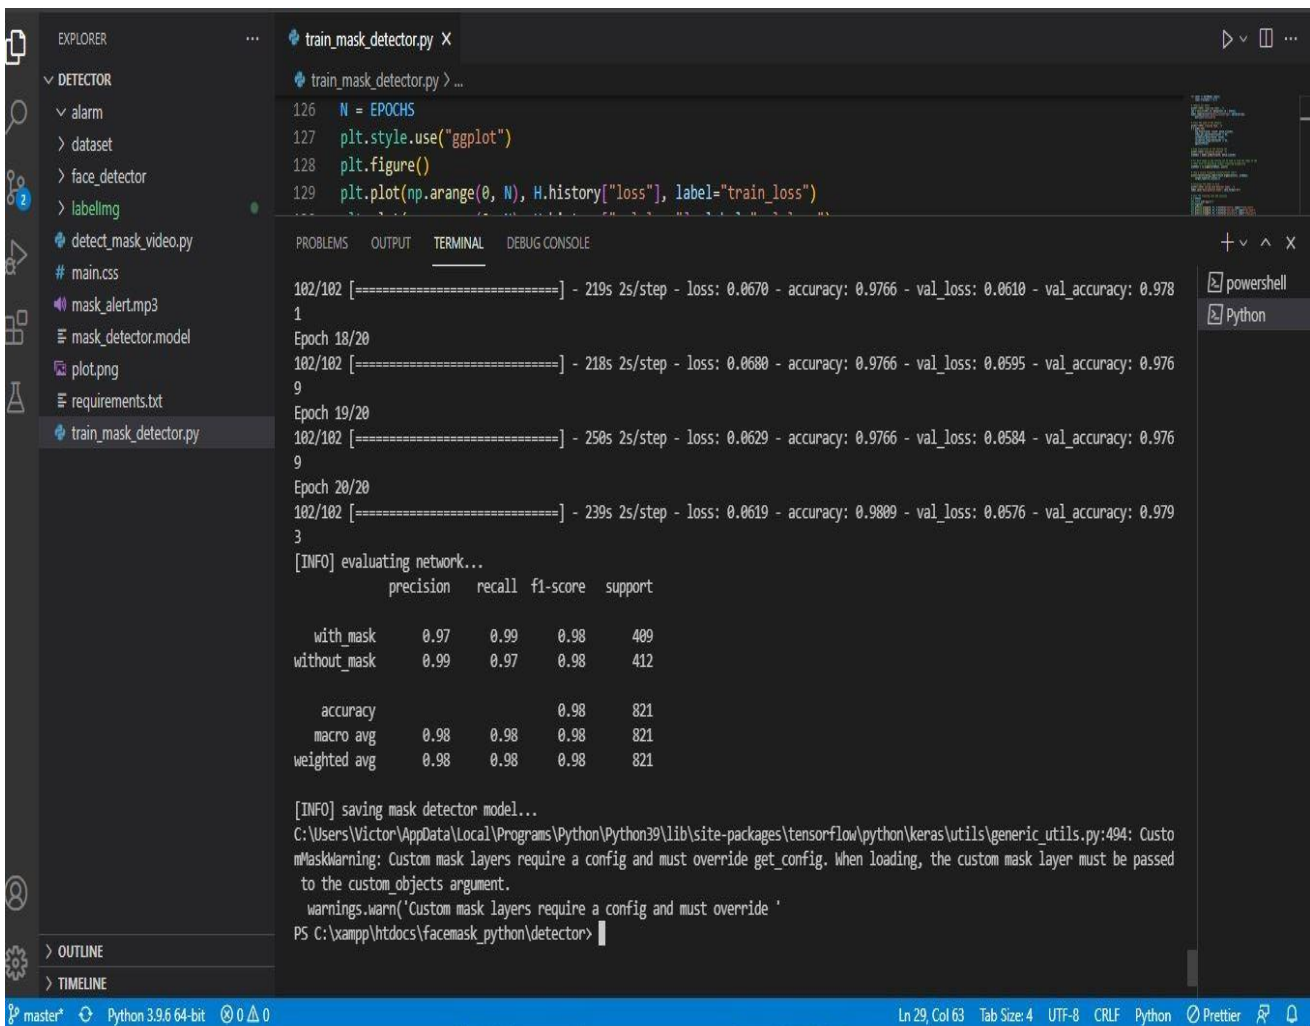 EXPLORER
train_mask_detector.py
DETECTOR
alarm
dataset
face_detector
labelImg
detect_mask_video.py
# main.css
mask_alert.mp3
mask_detector.model
plot.png
requirements.txt
train_mask_detector.py
OUTLINE
TIMELINE
train_mask_detector.py > ...
126 N = EPOCHS
127 plt.style.use("ggplot")
128 plt.figure()
129 plt.plot(np.arange(0, N), H.history["loss"], label="train_loss")
PROBLEMS OUTPUT TERMINAL DEBUG CONSOLE
powershell
Python
102/102 [==============================] - 219s 2s/step - loss: 0.0670 - accuracy: 0.9766 - val_loss: 0.0610 - val_accuracy: 0.978
1
Epoch 18/20
102/102 [==============================] - 218s 2s/step - loss: 0.0680 - accuracy: 0.9766 - val_loss: 0.0595 - val_accuracy: 0.976
9
Epoch 19/20
102/102 [==============================] - 250s 2s/step - loss: 0.0629 - accuracy: 0.9766 - val_loss: 0.0584 - val_accuracy: 0.976
9
Epoch 20/20
102/102 [==============================] - 239s 2s/step - loss: 0.0619 - accuracy: 0.9809 - val_loss: 0.0576 - val_accuracy: 0.979
3
[INFO] evaluating network...
precision recall f1-score support
with_mask 0.97 0.99 0.98 409
without_mask 0.99 0.97 0.98 412
accuracy 0.98 821
macro avg 0.98 0.98 0.98 821
weighted avg 0.98 0.98 0.98 821
[INFO] saving mask detector model...
C:\Users\Victor\AppData\Local\Programs\Python\Python39\lib\site-packages\tensorflow\python\keras\utils\generic_utils.py:494: Custo
mMaskWarning: Custom mask layers require a config and must override get_config. When loading, the custom mask layer must be passed
to the custom_objects argument.
warnings.warn('Custom mask layers require a config and must override '
PS C:\xampp\htdocs\facemask_python\detector>
master* Python 3.9.6 64-bit 0 0 Ln 29, Col 63 Tab Size: 4 UTF-8 CRLF Python Prettier